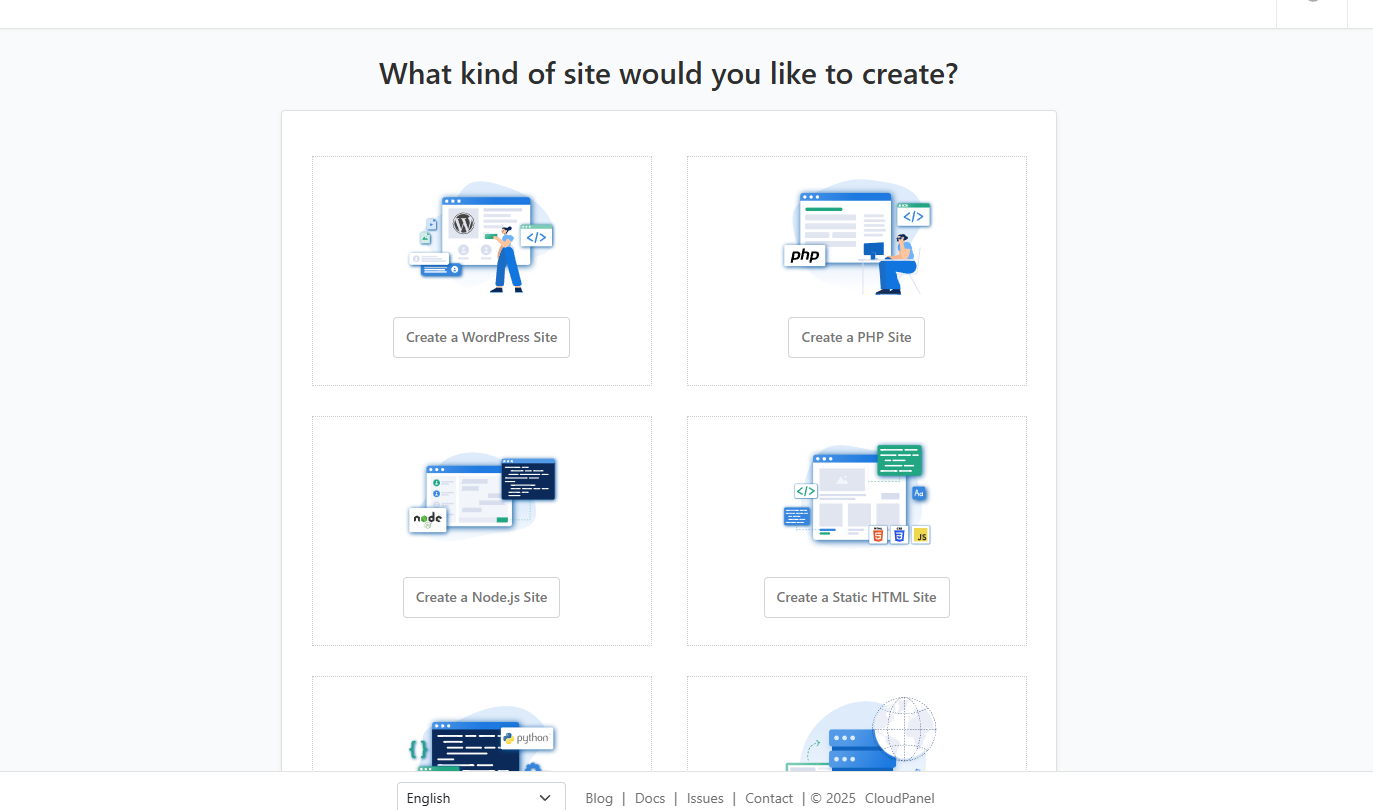 What kind of site would you like to create?
</>
php
</>
Create a WordPress Site
Create a PHP Site
node
</>
Aa
JS
Create a Node.js Site
Create a Static HTML Site
{ }
python
English
Blog | Docs | Issues | Contact | © 2025 CloudPanel